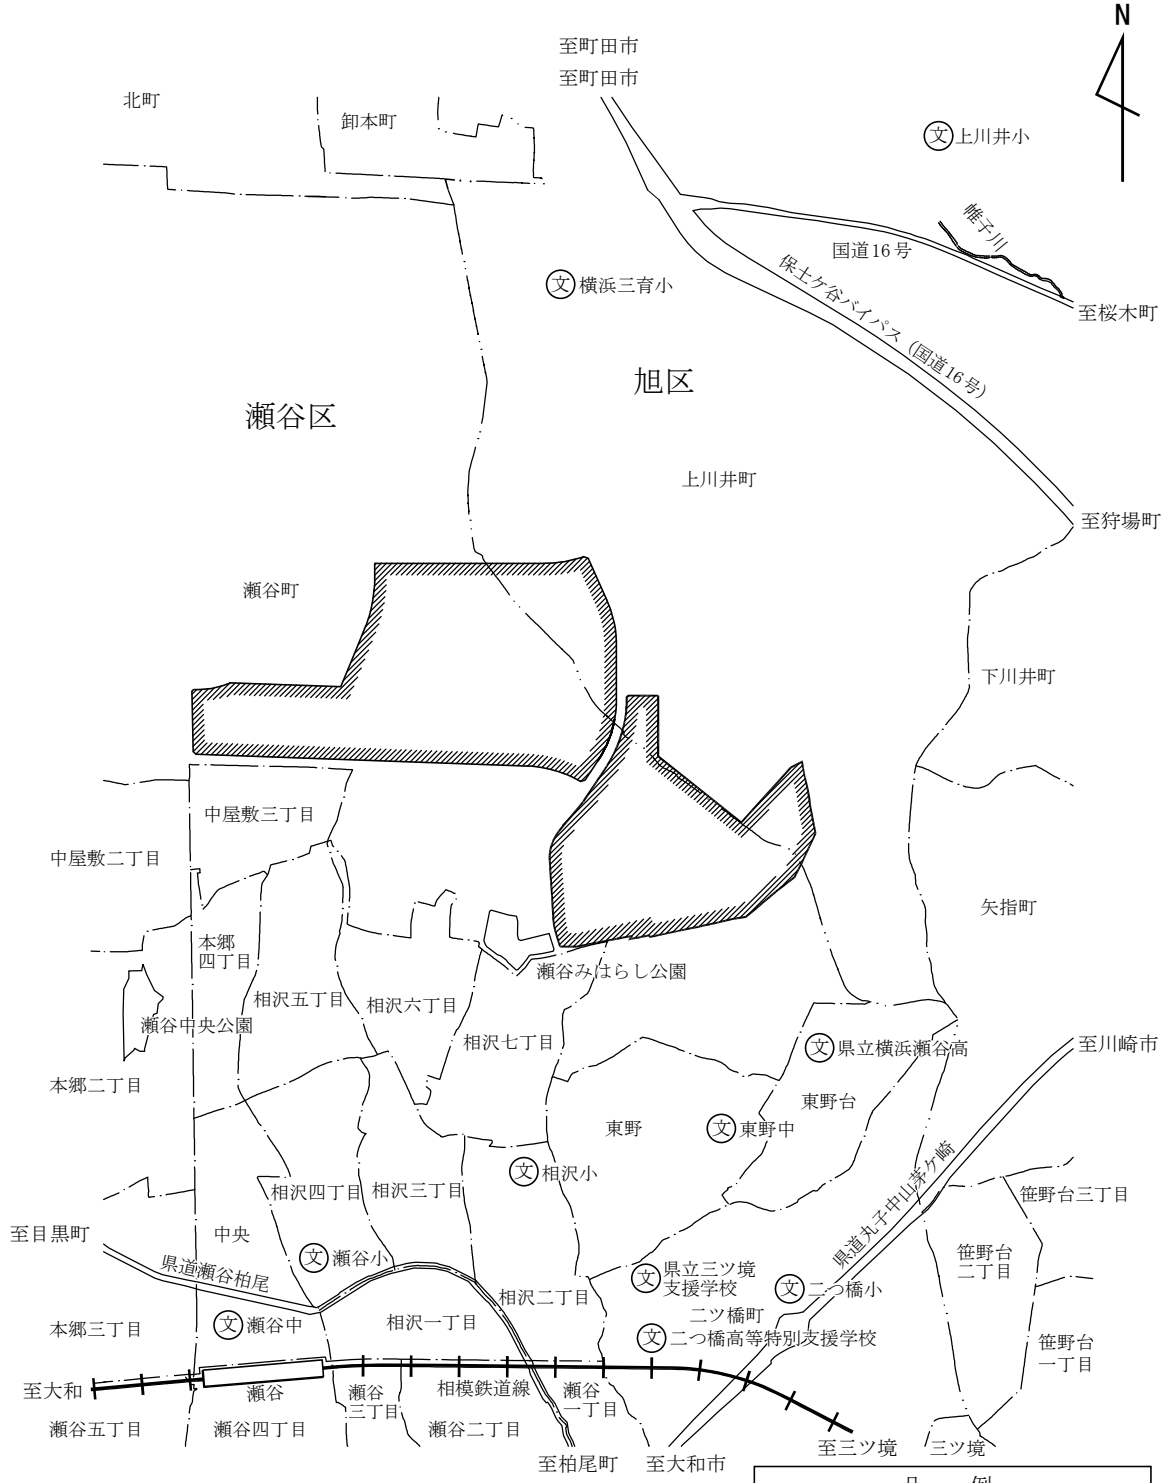 N
至町田市
至町田市
北町
卸本町
文 上川井小
帷子川
国道16号
文 横浜三育小
保土ケ谷バイパス（国道16号）
至桜木町
旭区
瀬谷区
上川井町
至狩場町
瀬谷町
下川井町
中屋敷三丁目
中屋敷二丁目
矢指町
本郷
四丁目
瀬谷みはらし公園
相沢五丁目
相沢六丁目
瀬谷中央公園
相沢七丁目
文 県立横浜瀬谷高
至川崎市
本郷二丁目
東野台
東野
文 東野中
文 相沢小
県道丸子中山茅ケ崎
相沢四丁目
相沢三丁目
笹野台三丁目
至目黒町
中央
文 瀬谷小
県道瀬谷柏尾
笹野台
二丁目
文 県立三ツ境
支援学校
文 二つ橋小
相沢二丁目
二ツ橋町
本郷三丁目
文 瀬谷中
相沢一丁目
文 二つ橋高等特別支援学校
笹野台
一丁目
至大和
瀬谷
瀬谷
三丁目
相模鉄道線
瀬谷
一丁目
瀬谷五丁目
瀬谷四丁目
瀬谷二丁目
至三ツ境
三ツ境
至柏尾町
至大和市
凡 例